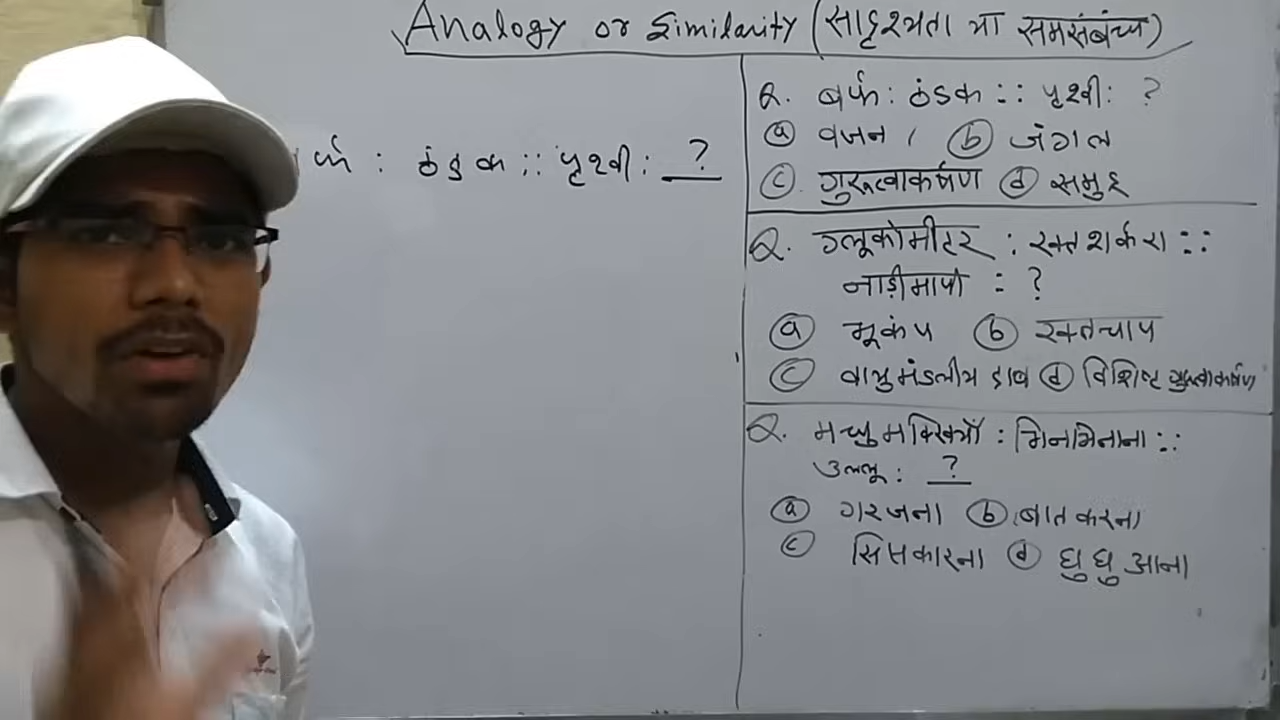 Analogy or Similarity (सादृश्यता या समसंबंध)
र्फ : ठंडक :: पृथ्वी : ?
Q. बर्फ : ठंडक :: पृथ्वी : ?
(a) वजन (b) जंगल
(c) गुरूत्वाकर्षण (d) समुद्र
Q. ग्लूकोमीटर : रक्त शर्करा ::
नाड़ीमापी : ?
(a) भूकंप (b) रक्तचाप
(c) वायुमंडलीय दाब (d) विशिष्ट गुरूत्वाकर्षण
Q. मधुमक्खियाँ : भिनभिनाना ::
उल्लू : ?
(a) गरजना (b) बात करना
(c) सिसकारना (d) घुघुआना